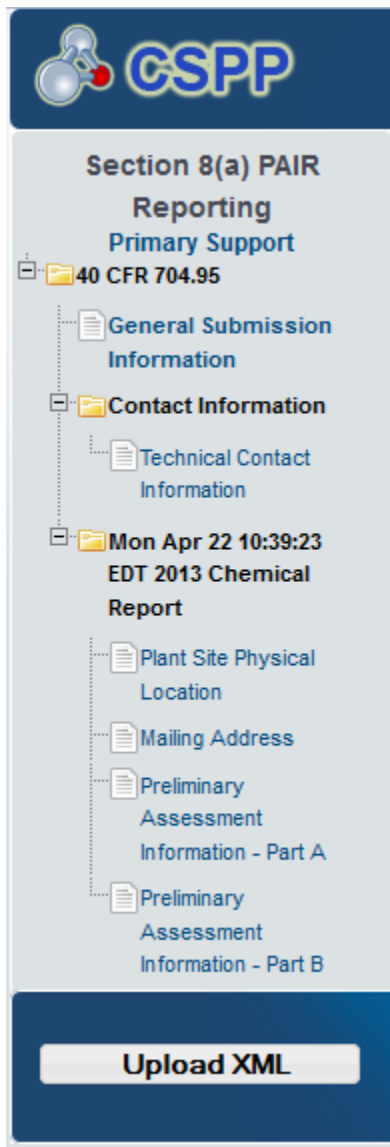 CSPP
Section 8(a) PAIR
Reporting
Primary Support
40 CFR 704.95
General Submission
Information
Contact Information
Technical Contact
Information
Mon Apr 22 10:39:23
EDT 2013 Chemical
Report
Plant Site Physical
Location
Mailing Address
Preliminary
Assessment
Information - Part A
Preliminary
Assessment
Information - Part B
Upload XML